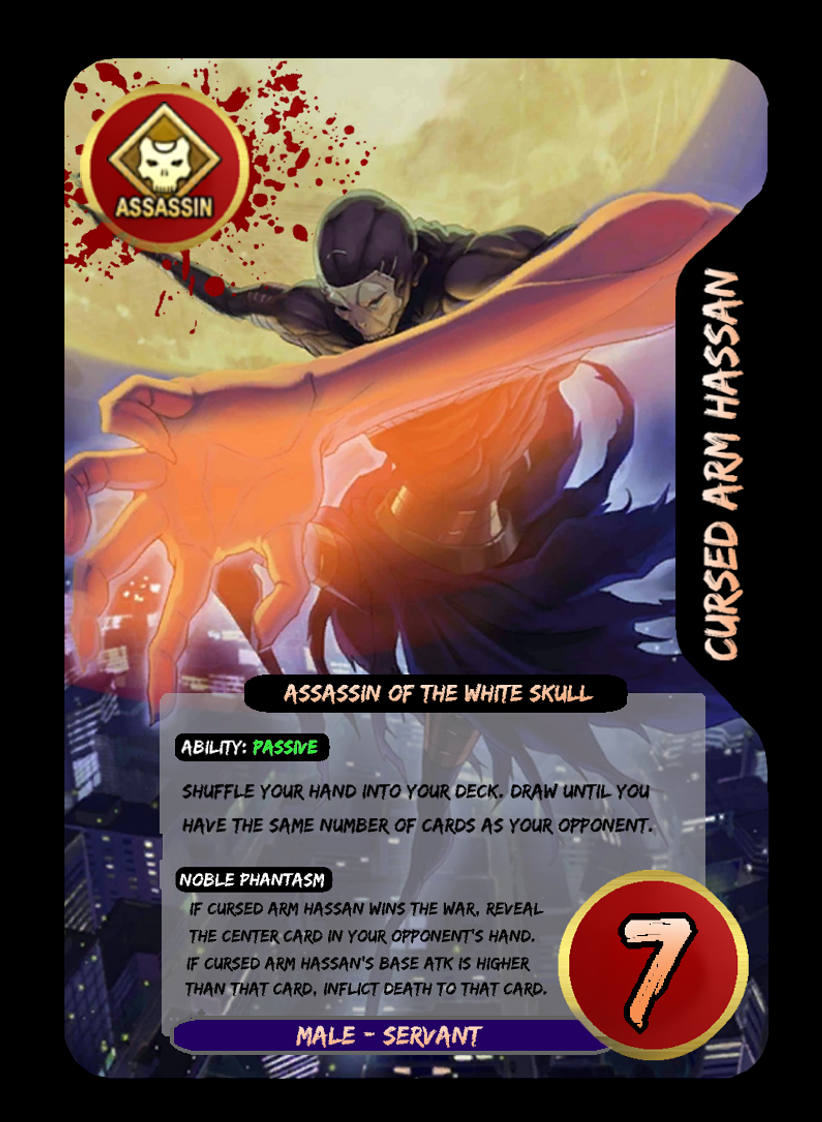 ASSASSIN
CURSED ARM HASSAN
ASSASSIN OF THE WHITE SKULL
ABILITY: PASSIVE
SHUFFLE YOUR HAND INTO YOUR DECK. DRAW UNTIL YOU
HAVE THE SAME NUMBER OF CARDS AS YOUR OPPONENT.
NOBLE PHANTASM
IF CURSED ARM HASSAN WINS THE WAR, REVEAL
THE CENTER CARD IN YOUR OPPONENT'S HAND.
IF CURSED ARM HASSAN'S BASE ATK IS HIGHER
THAN THAT CARD, INFLICT DEATH TO THAT CARD.
7
MALE - SERVANT